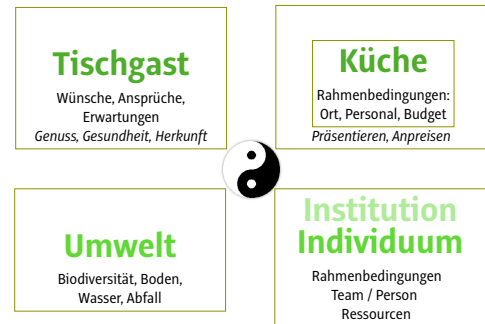 Tischgast
Wünsche, Ansprüche,
Erwartungen
Genuss, Gesundheit, Herkunft
Küche
Rahmenbedingungen:
Ort, Personal, Budget
Präsentieren, Anpreisen
Umwelt
Biodiversität, Boden,
Wasser, Abfall
Institution
Individuum
Rahmenbedingungen
Team / Person
Ressourcen